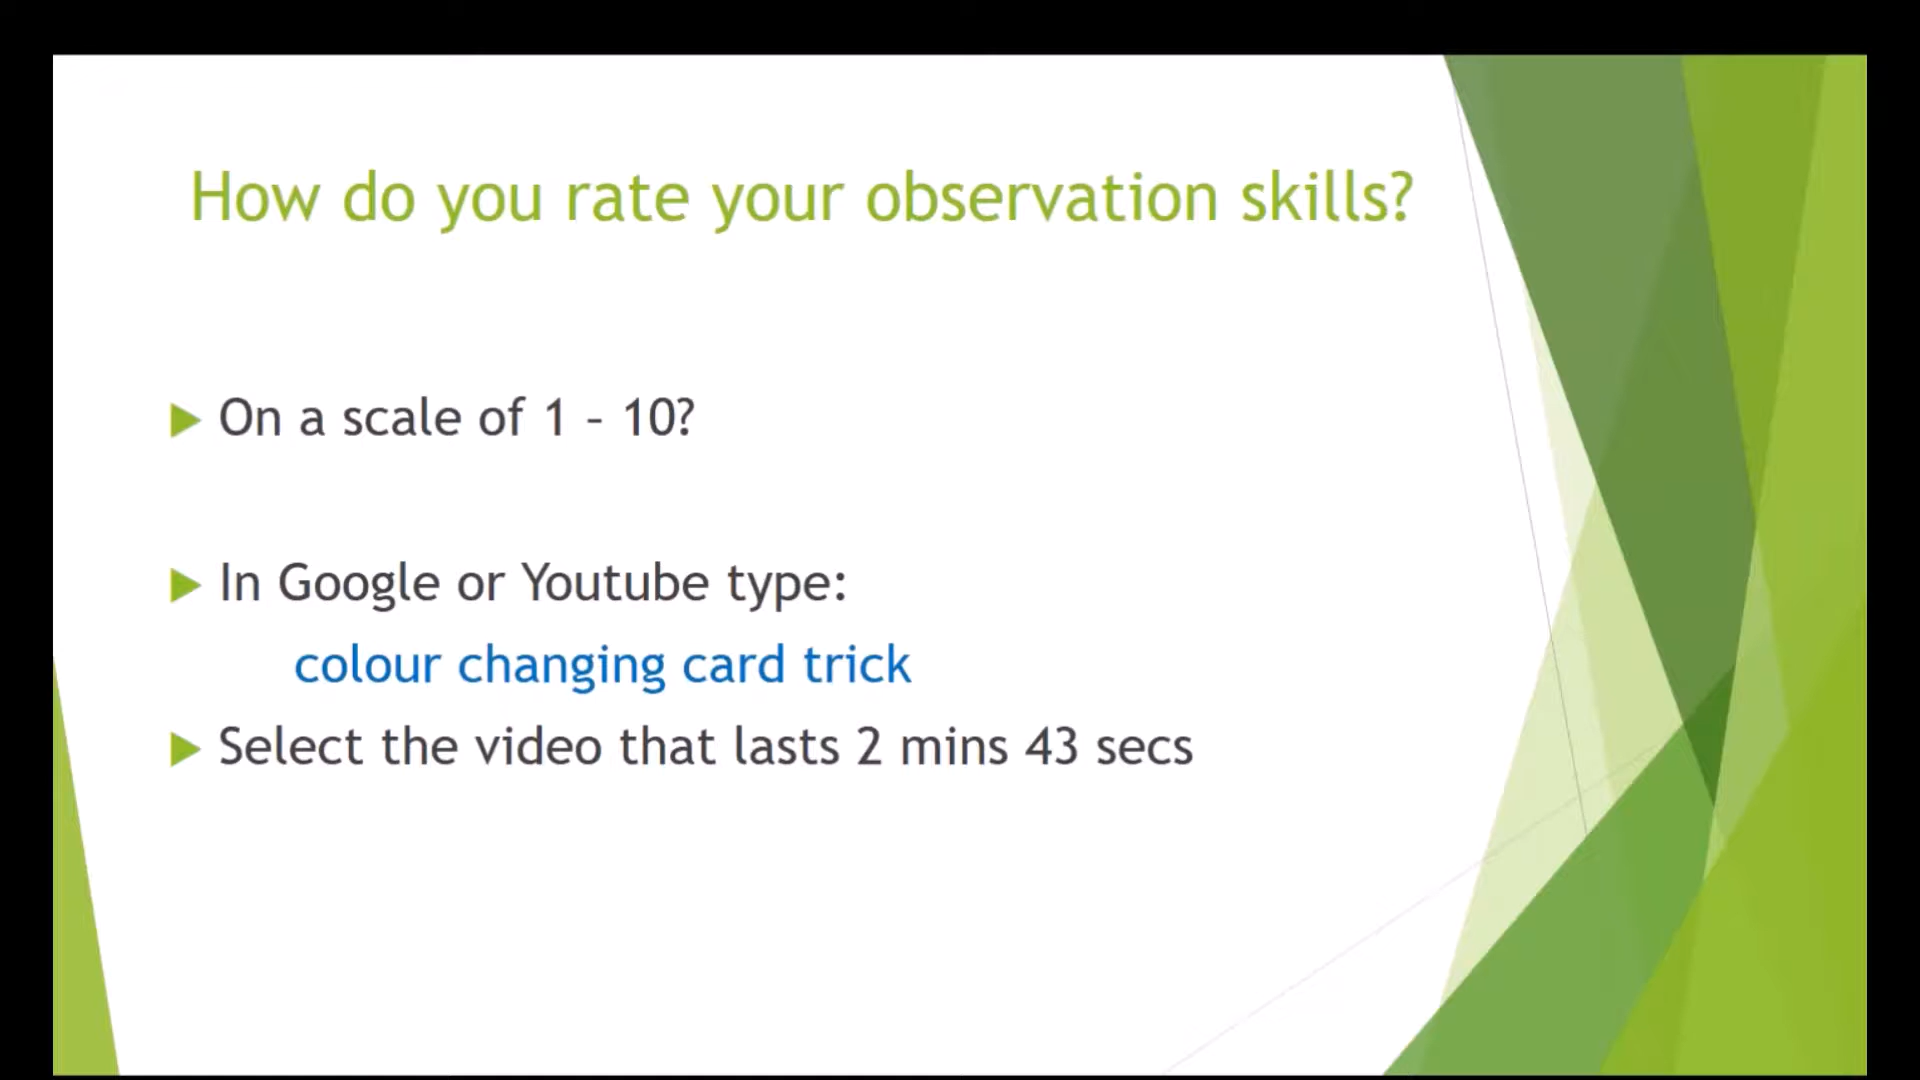 How do you rate your observation skills?
On a scale of 1 – 10?
In Google or Youtube type:
colour changing card trick
Select the video that lasts 2 mins 43 secs